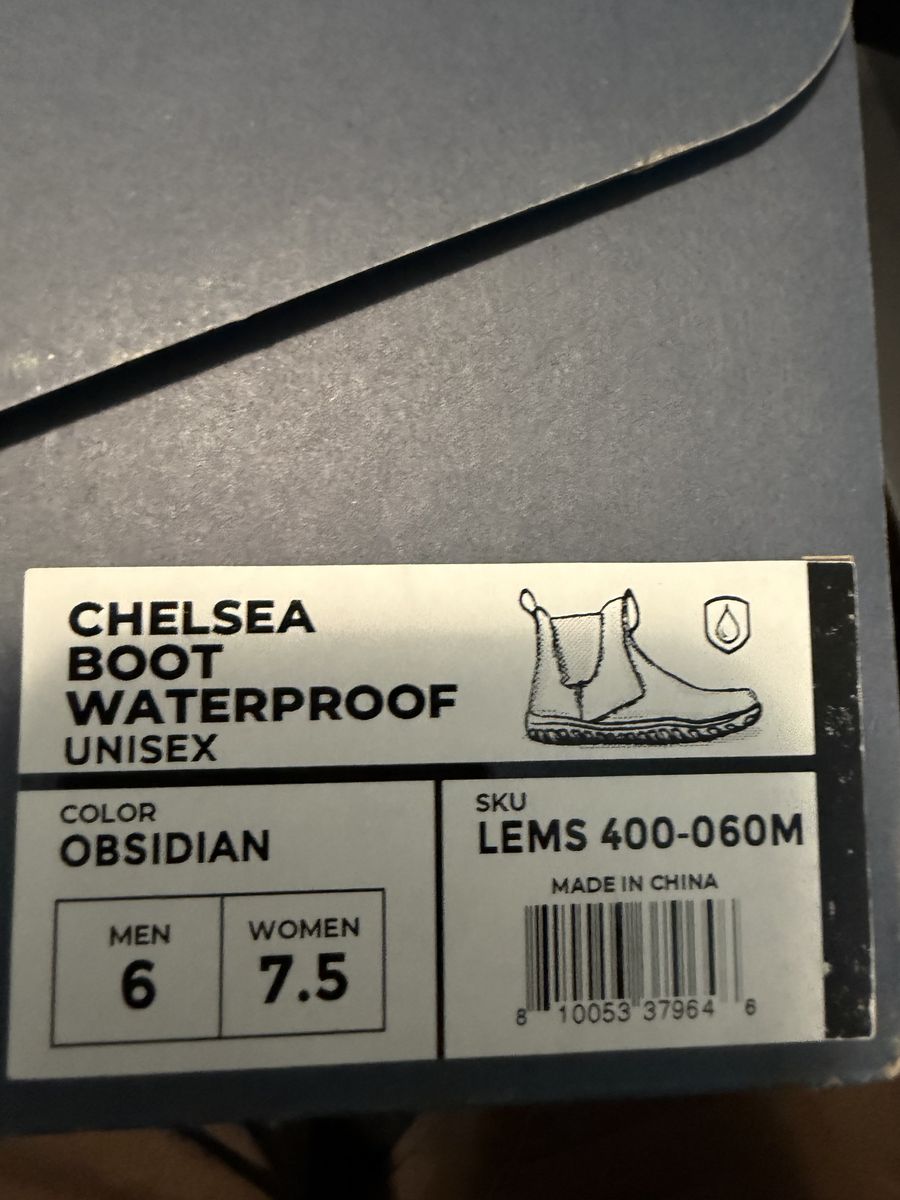 CHELSEA
BOOT
WATERPROOF
UNISEX
COLOR
OBSIDIAN
MEN
6
WOMEN
7.5
SKU
LEMS 400-060M
MADE IN CHINA
8 10053 37964 6